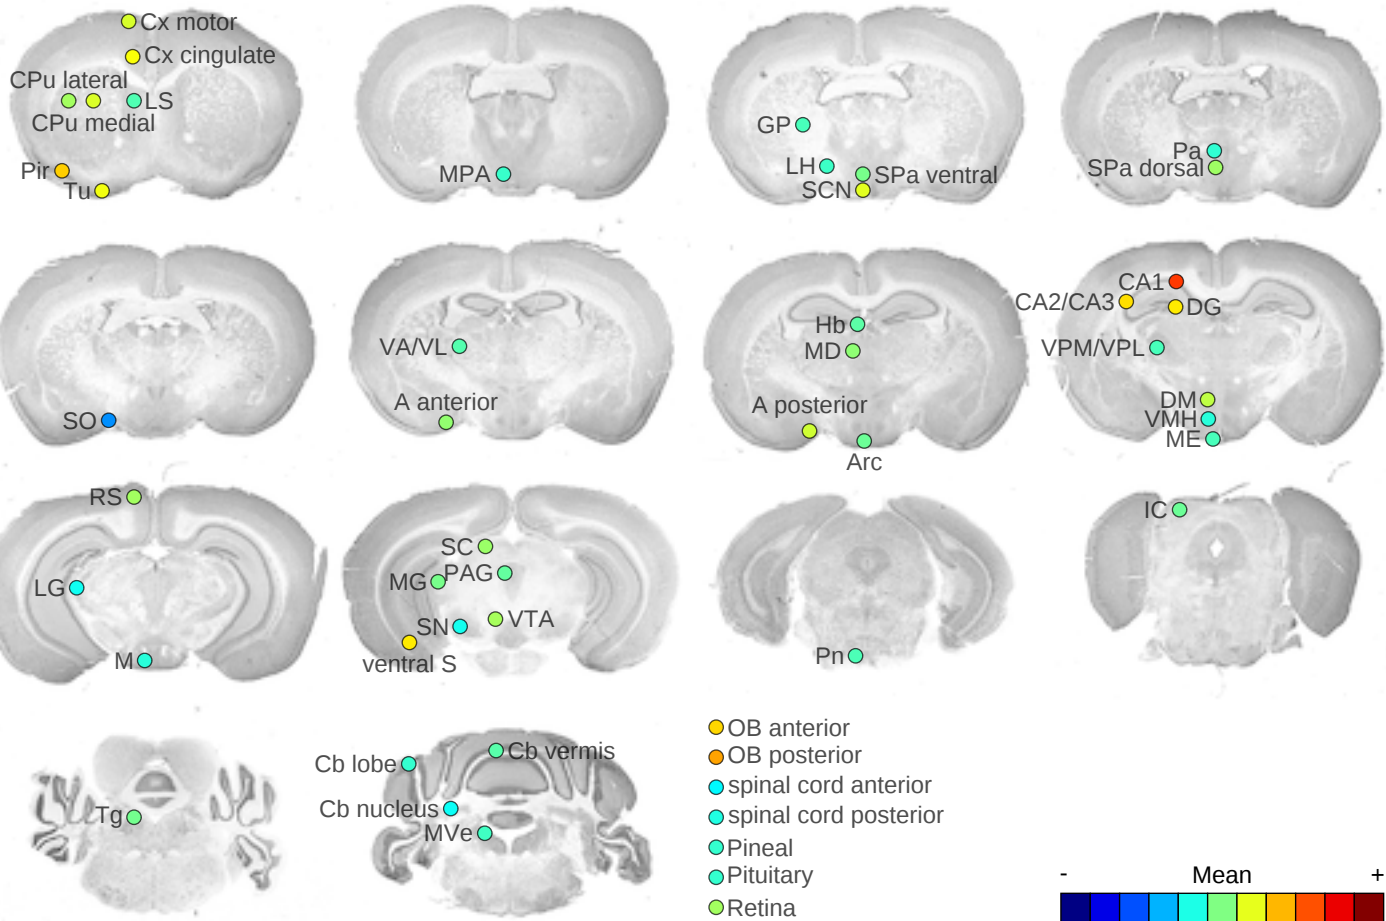 Cx motor
Cx cingulate
CPu lateral
LS
CPu medial
Pir
Tu
MPA
GP
LH
SPa ventral
SCN
Pa
SPa dorsal
SO
VA/VL
A anterior
Hb
MD
A posterior
Arc
CA1
CA2/CA3
DG
VPM/VPL
DM
VMH
ME
RS
LG
M
SC
MG
PAG
SN
VTA
ventral S
Pn
IC
Tg
Cb lobe
Cb vermis
Cb nucleus
MVe
OB anterior
OB posterior
spinal cord anterior
spinal cord posterior
Pineal
Pituitary
Retina
- Mean +